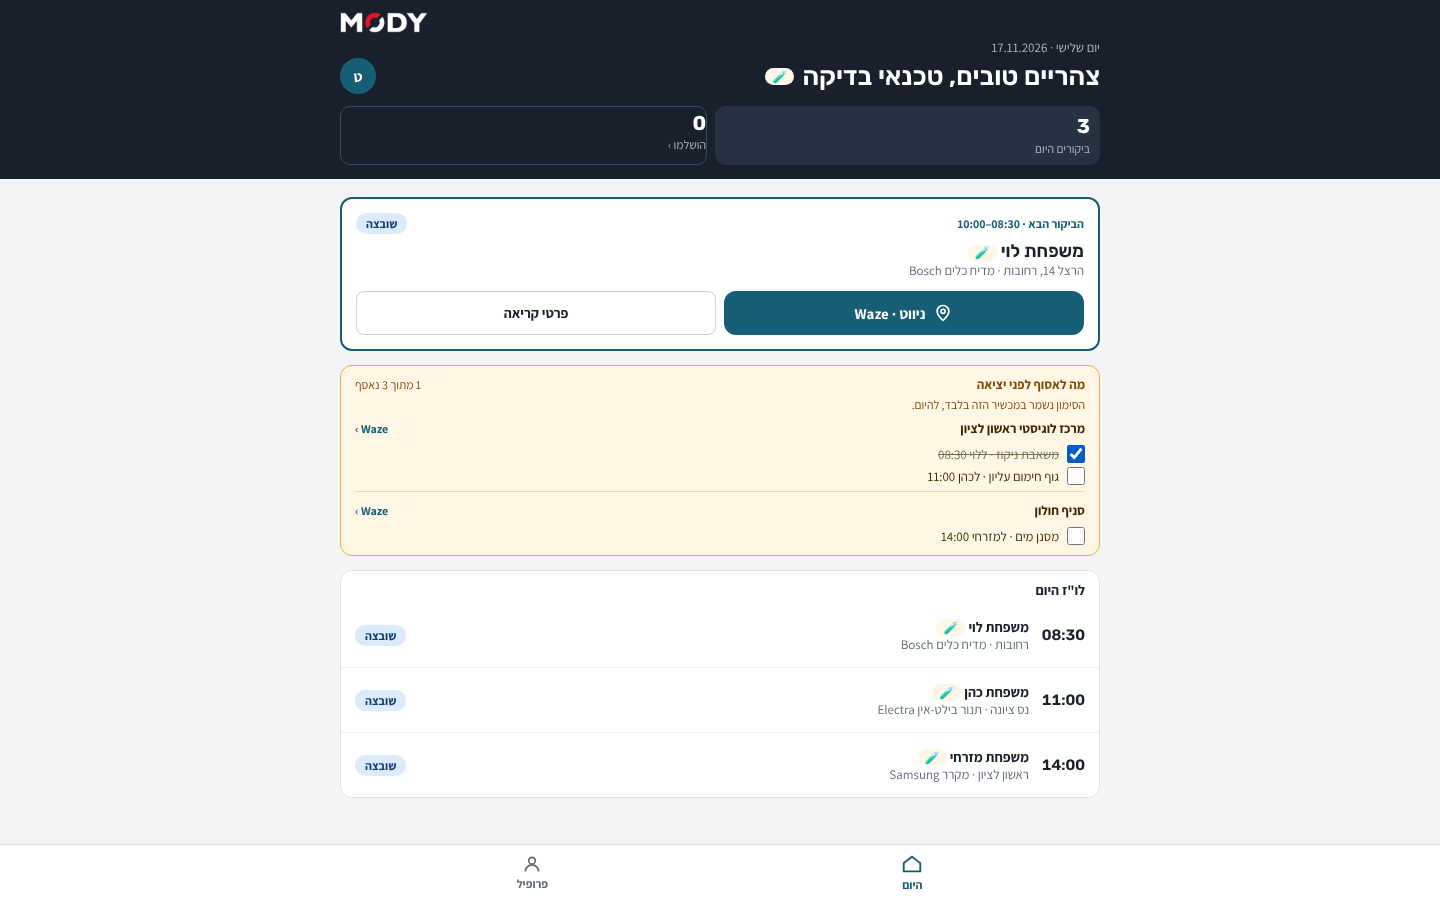 MODY
יום שלישי · 17.11.2026
צהריים טובים, טכנאי בדיקה 🧪
ט
3
ביקורים היום
0
הושלמו ›
הביקור הבא · 08:30–10:00
שובצה
משפחת לוי 🧪
הרצל 14, רחובות · מדיח כלים Bosch
ניווט · Waze
פרטי קריאה
מה לאסוף לפני יציאה
1 מתוך 3 נאסף
הסימון נשמר במכשיר הזה בלבד, להיום.
מרכז לוגיסטי ראשון לציון
Waze ›
משאבת ניקוז · ללוי 08:30
גוף חימום עליון · לכהן 11:00
סניף חולון
Waze ›
מסנן מים · למזרחי 14:00
לו"ז היום
08:30
משפחת לוי 🧪
רחובות · מדיח כלים Bosch
שובצה
11:00
משפחת כהן 🧪
נס ציונה · תנור בילט-אין Electra
שובצה
14:00
משפחת מזרחי 🧪
ראשון לציון · מקרר Samsung
שובצה
היום
פרופיל